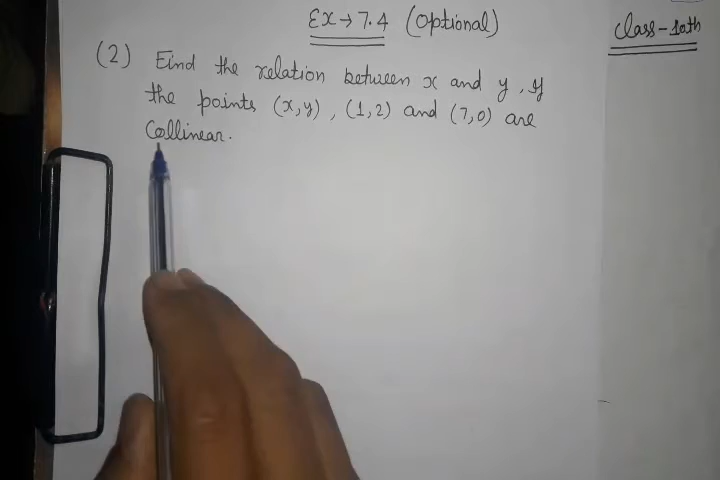 Ex → 7.4 (Optional)
Class - 10th
(2) Find the relation between x and y, if
the points (x,y), (1,2) and (7,0) are
Collinear.